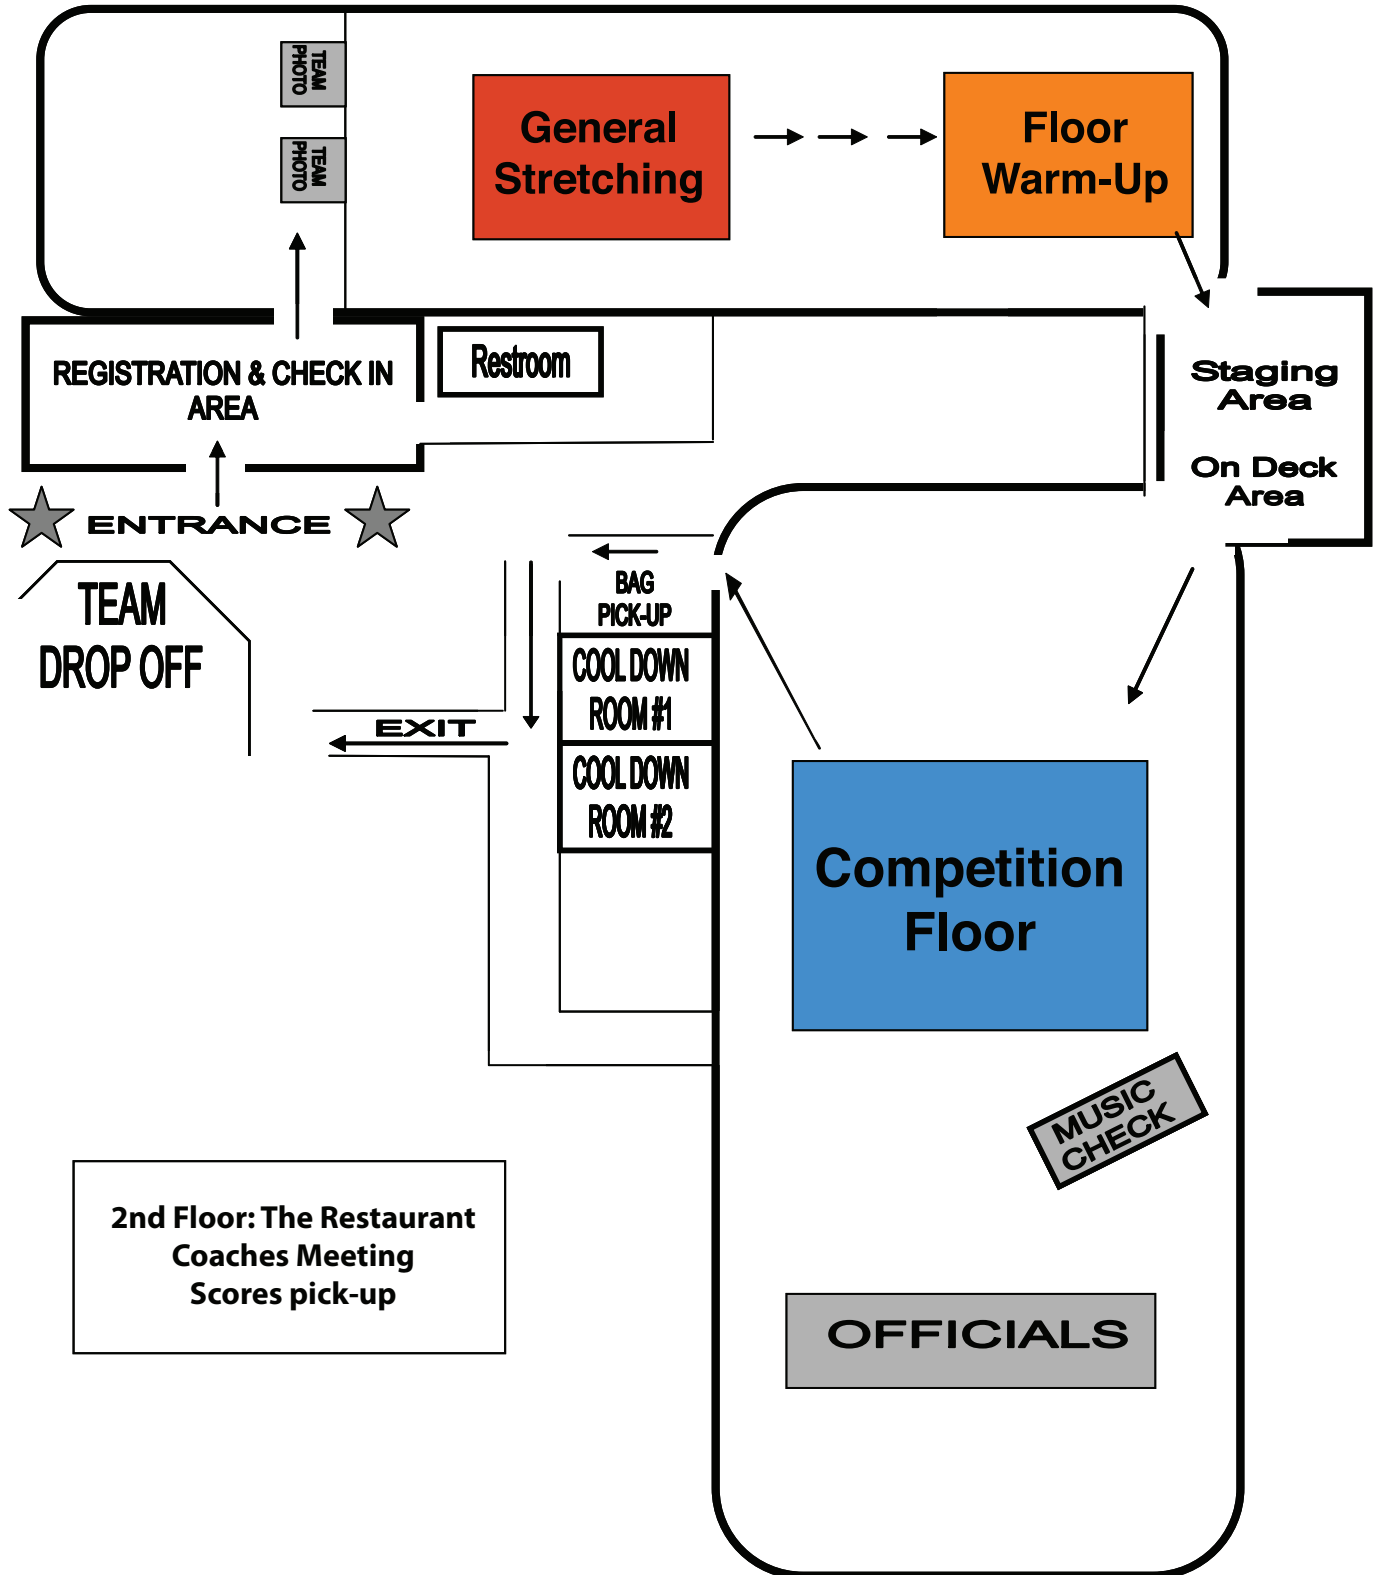 TEAM
PHOTO
TEAM
PHOTO
General
Stretching
Floor
Warm-Up
REGISTRATION & CHECK IN
AREA
Restroom
Staging
Area
On Deck
Area
ENTRANCE
TEAM
DROP OFF
BAG
PICK-UP
COOL DOWN
ROOM #1
EXIT
COOL DOWN
ROOM #2
Competition
Floor
MUSIC
CHECK
2nd Floor: The Restaurant
Coaches Meeting
Scores pick-up
OFFICIALS